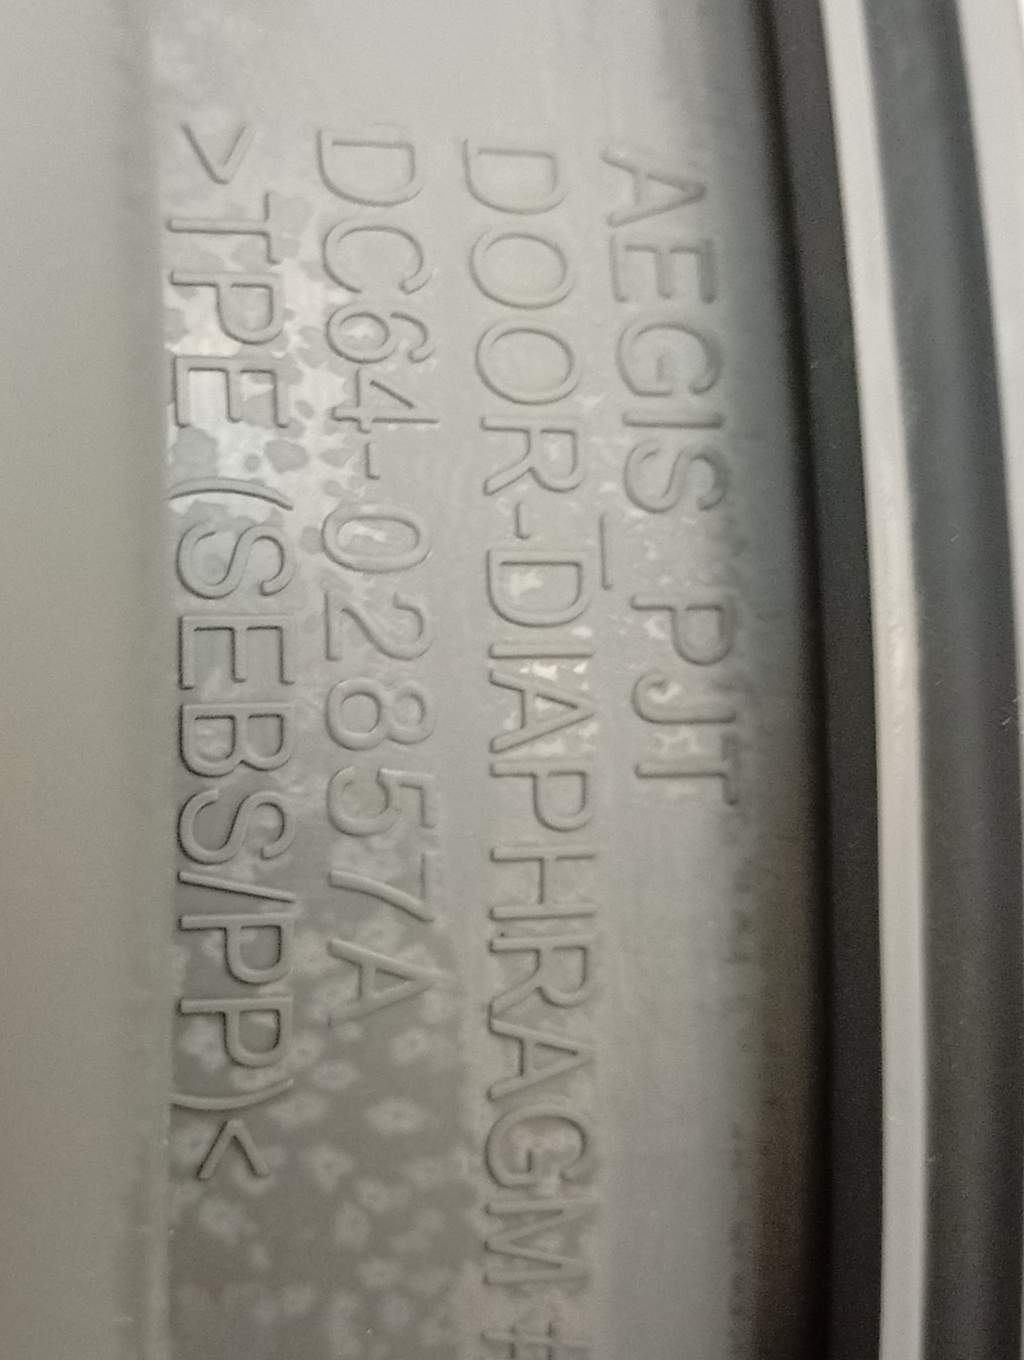 AEGIS_PJT
DOOR-DIAPHRAGM
DC64-02857A
>TPE (SEBS/PP)<